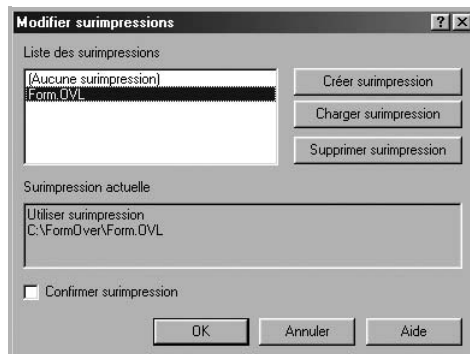 Modifier surimpressions
Liste des surimpressions
(Aucune surimpression)
Form.OVL
Créer surimpression
Charger surimpression
Supprimer surimpression
Surimpression actuelle
Utiliser surimpression
C:\FormOver\Form.OVL
Confirmer surimpression
OK
Annuler
Aide